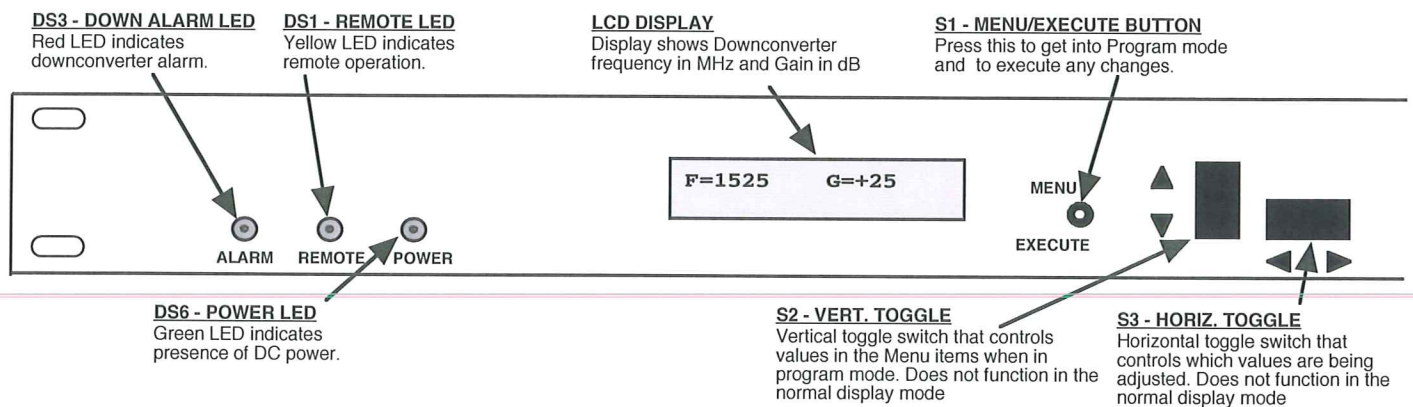 DS3 - DOWN ALARM LED
Red LED indicates
downconverter alarm.
DS1 - REMOTE LED
Yellow LED indicates
remote operation.
LCD DISPLAY
Display shows Downconverter
frequency in MHz and Gain in dB
S1 - MENU/EXECUTE BUTTON
Press this to get into Program mode
and to execute any changes.
F=1525 G=+25
MENU
EXECUTE
ALARM REMOTE POWER
DS6 - POWER LED
Green LED indicates
presence of DC power.
S2 - VERT. TOGGLE
Vertical toggle switch that controls
values in the Menu items when in
program mode. Does not function in the
normal display mode
S3 - HORIZ. TOGGLE
Horizontal toggle switch that
controls which values are being
adjusted. Does not function in the
normal display mode